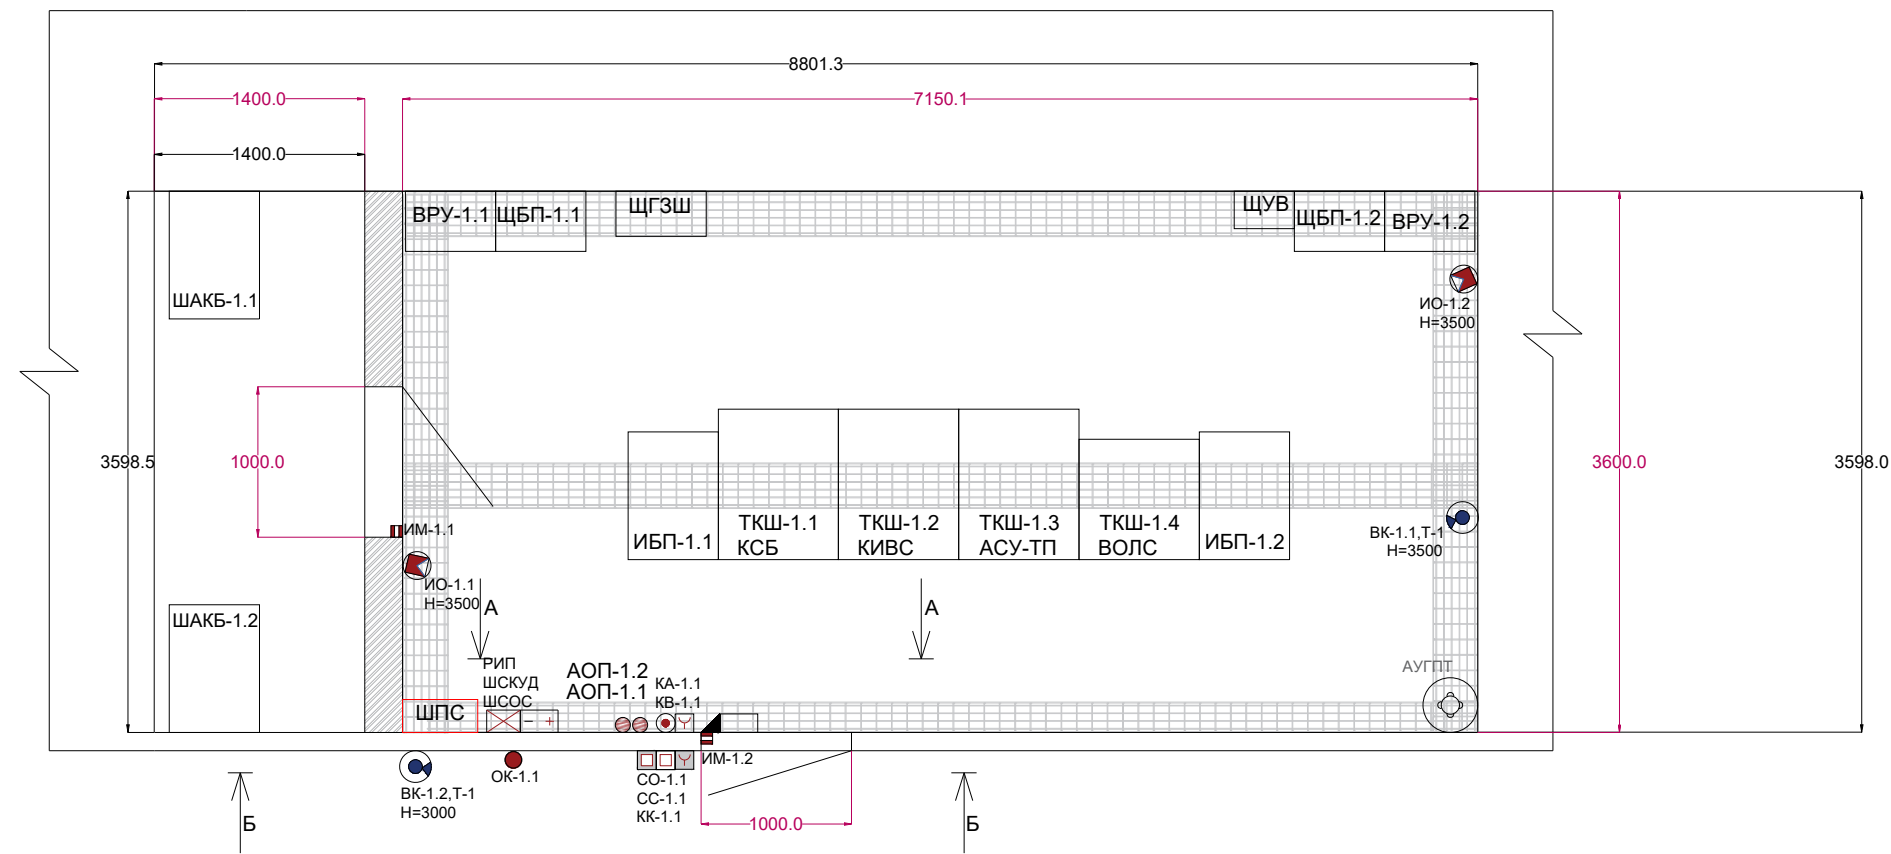 8801.3
1400.0
7150.1
1400.0
ВРУ-1.1
ЩБП-1.1
ЩГЗШ
ЩУВ
ЩБП-1.2
ВРУ-1.2
ШАКБ-1.1
ИО-1.2
Н=3500
3598.5
1000.0
3600.0
3598.0
ИМ-1.1
ИБП-1.1
ТКШ-1.1
КСБ
ТКШ-1.2
КИВС
ТКШ-1.3
АСУ-ТП
ТКШ-1.4
ВОЛС
ИБП-1.2
ВК-1.1,Т-1
Н=3500
ИО-1.1
Н=3500
А
А
ШАКБ-1.2
РИП
ШСКУД
ШСОС
АОП-1.2
АОП-1.1
КА-1.1
КВ-1.1
АУГПТ
ШПС
ИМ-1.2
ОК-1.1
ВК-1.2,Т-1
Н=3000
СО-1.1
СС-1.1
КК-1.1
Б
1000.0
Б